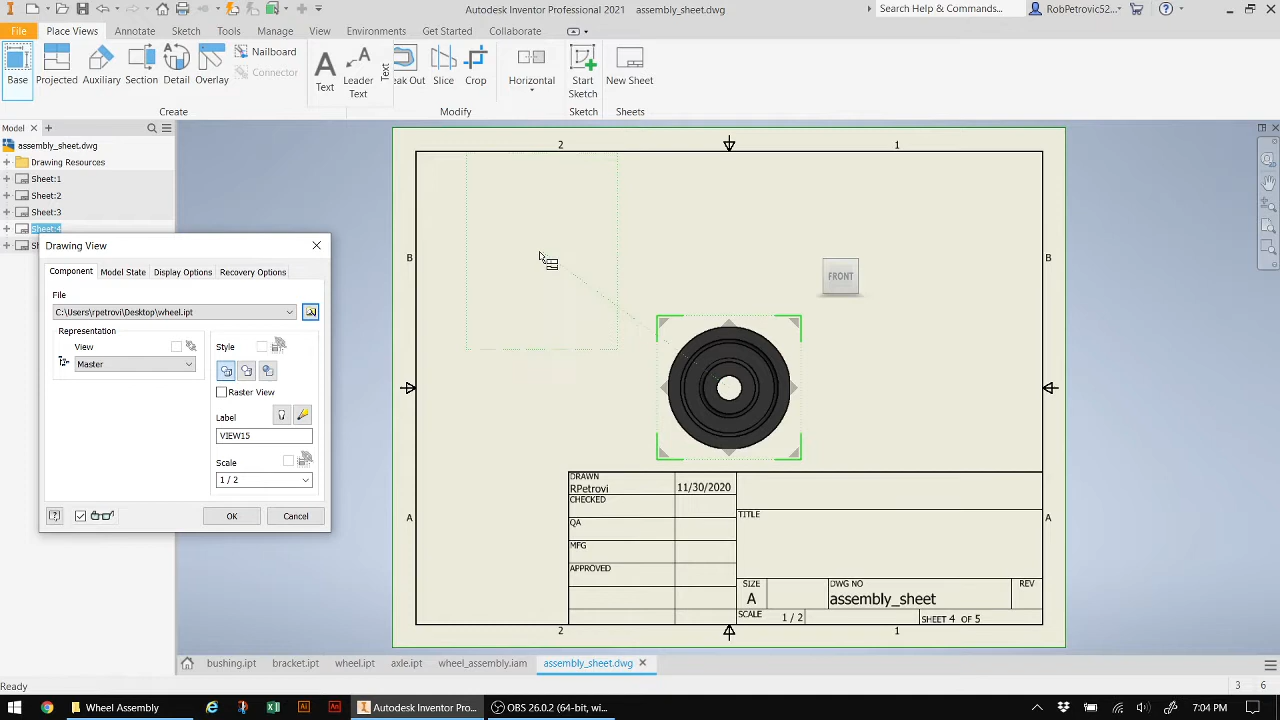 Autodesk Inventor Professional 2021 assembly_sheet.dwg
Search Help & Commands...
RobPetrovic52...
File
Place Views
Annotate
Sketch
Tools
Manage
View
Environments
Get Started
Collaborate
Base
Projected
Auxiliary
Section
Detail
Overlay
Nailboard
Connector
Text
Leader
Text
Text
eak Out
Slice
Crop
Horizontal
Start
Sketch
New Sheet
Create
Modify
Sketch
Sheets
Model
assembly_sheet.dwg
Drawing Resources
Sheet:1
Sheet:2
Sheet:3
Sheet:4
Sh
Drawing View
Component
Model State
Display Options
Recovery Options
File
C:\Users\rpetrovi\Desktop\wheel.ipt
Representation
View
Master
Style
Raster View
Label
VIEW15
Scale
1 / 2
OK
Cancel
2
1
B
B
FRONT
A
A
DRAWN
RPetrovi
11/30/2020
CHECKED
QA
MFG
APPROVED
TITLE
SIZE
A
DWG NO
assembly_sheet
REV
SCALE
1 / 2
SHEET 4 OF 5
2
1
bushing.ipt
bracket.ipt
wheel.ipt
axle.ipt
wheel_assembly.iam
assembly_sheet.dwg
Ready
3
6
Wheel Assembly
Autodesk Inventor Pro...
OBS 26.0.2 (64-bit, wi...
7:04 PM